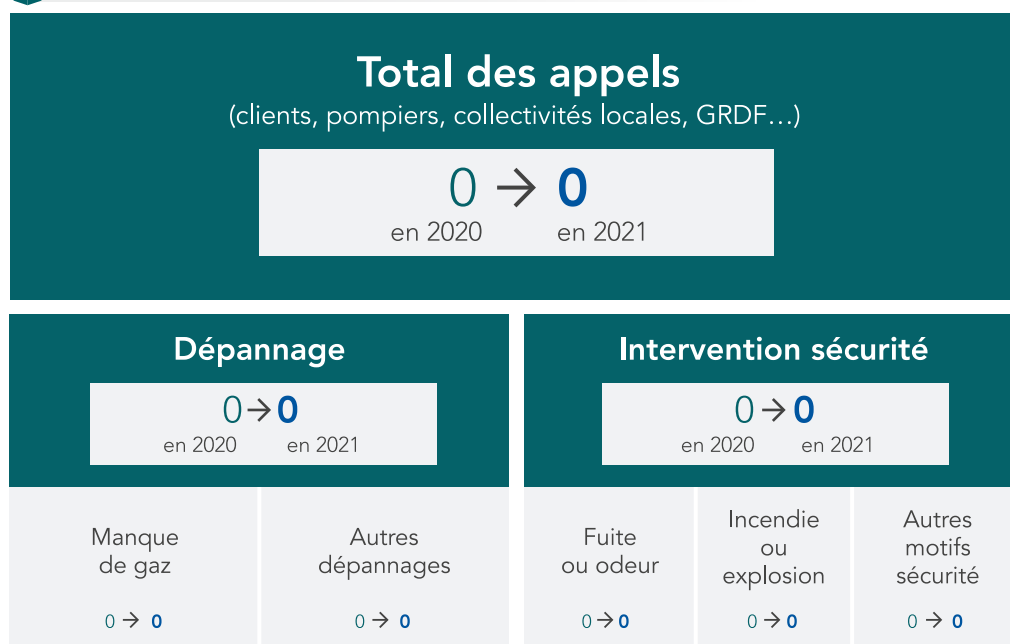 Total des appels
(clients, pompiers, collectivités locales, GRDF…)
0 → 0
en 2020 en 2021
Dépannage
0 → 0
en 2020 en 2021
Manque
de gaz
0 → 0
Autres
dépannages
0 → 0
Intervention sécurité
0 → 0
en 2020 en 2021
Fuite
ou odeur
0 → 0
Incendie
ou
explosion
0 → 0
Autres
motifs
sécurité
0 → 0